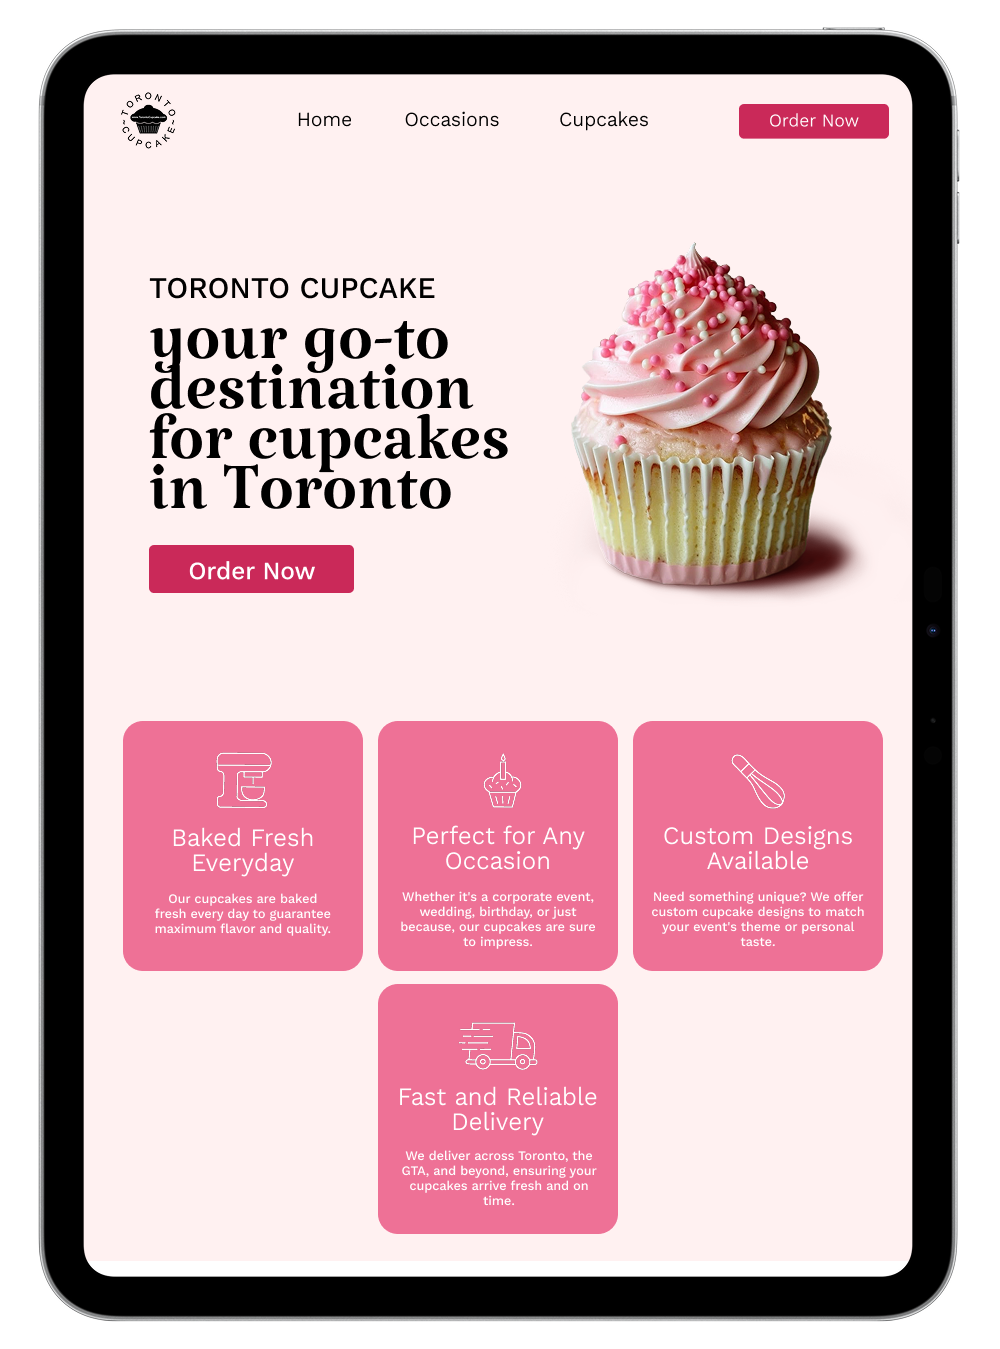 TORONTO
~CUPCAKE~
www.TorontoCupcake.com
Home
Occasions
Cupcakes
Order Now
TORONTO CUPCAKE
your go-to
destination
for cupcakes
in Toronto
Order Now
Baked Fresh
Everyday
Our cupcakes are baked
fresh every day to guarantee
maximum flavor and quality.
Perfect for Any
Occasion
Whether it's a corporate event,
wedding, birthday, or just
because, our cupcakes are sure
to impress.
Custom Designs
Available
Need something unique? We offer
custom cupcake designs to match
your event's theme or personal
taste.
Fast and Reliable
Delivery
We deliver across Toronto, the
GTA, and beyond, ensuring your
cupcakes arrive fresh and on
time.